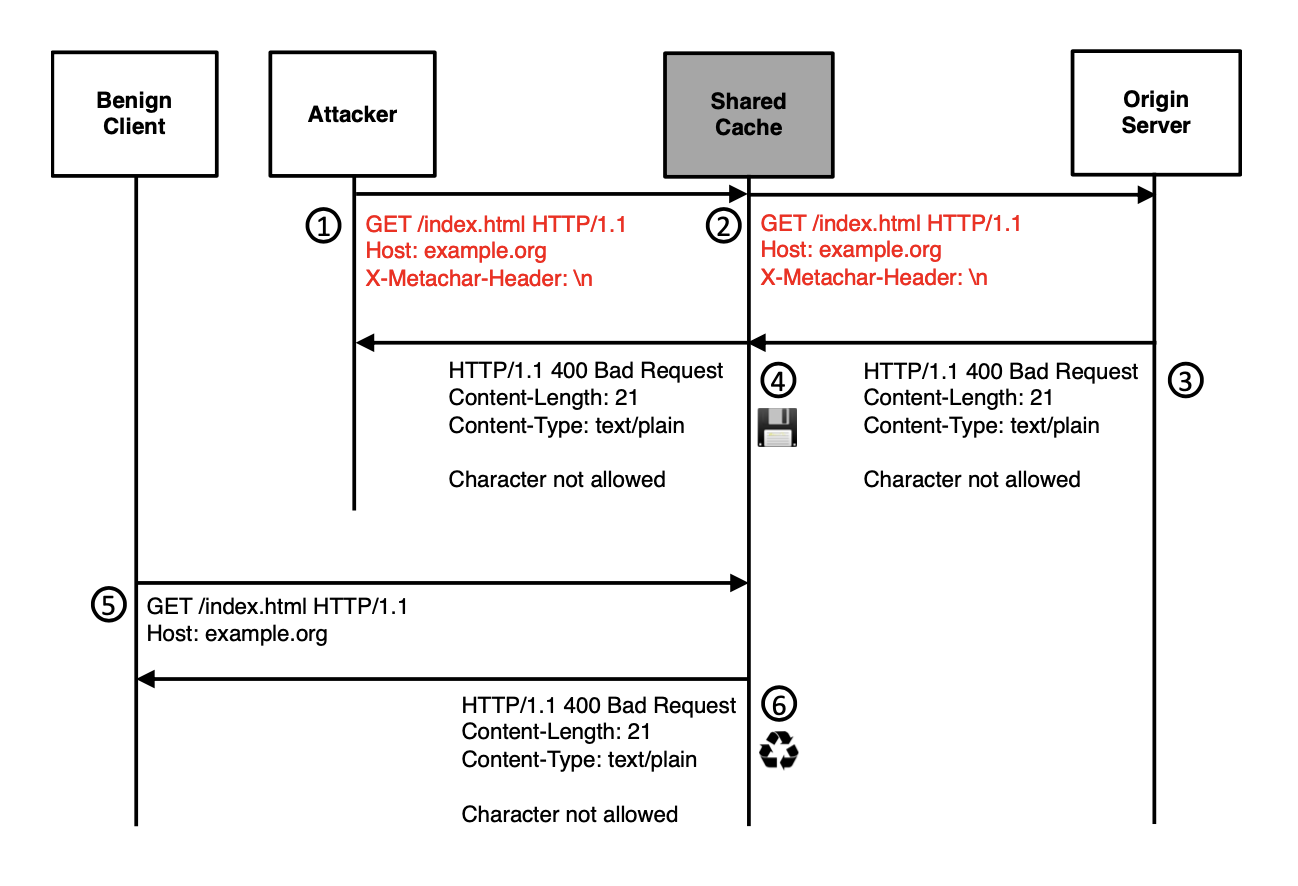 Benign
Client
Attacker
Shared
Cache
Origin
Server
①
GET /index.html HTTP/1.1
Host: example.org
X-Metachar-Header: \n
②
GET /index.html HTTP/1.1
Host: example.org
X-Metachar-Header: \n
HTTP/1.1 400 Bad Request
Content-Length: 21
Content-Type: text/plain
Character not allowed
④
HTTP/1.1 400 Bad Request
Content-Length: 21
Content-Type: text/plain
Character not allowed
③
⑤
GET /index.html HTTP/1.1
Host: example.org
HTTP/1.1 400 Bad Request
Content-Length: 21
Content-Type: text/plain
Character not allowed
⑥